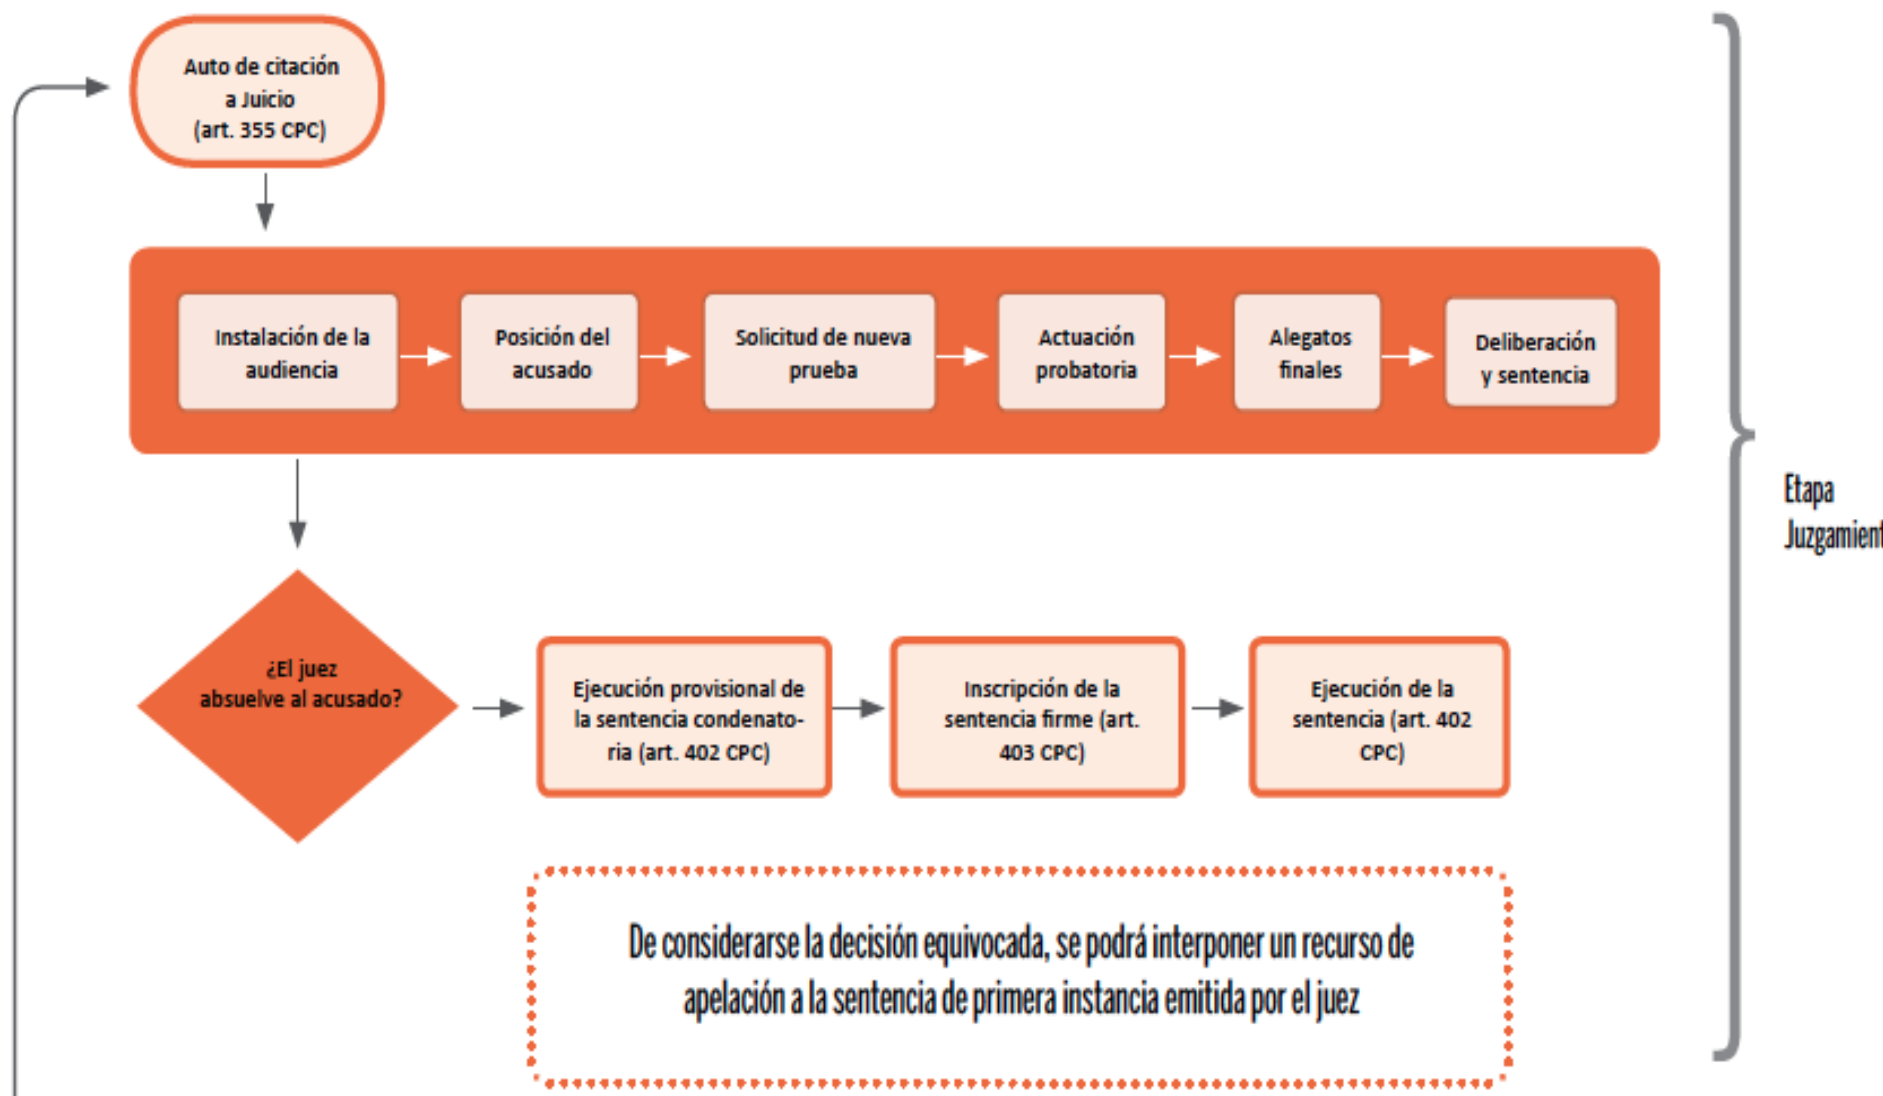 Auto de citación
a Juicio
(art. 355 CPC)
Instalación de la
audiencia
Posición del
acusado
Solicitud de nueva
prueba
Actuación
probatoria
Alegatos
finales
Deliberación
y sentencia
Etapa
Juzgamient
¿El juez
absuelve al acusado?
Ejecución provisional de
la sentencia condenato-
ria (art. 402 CPC)
Inscripción de la
sentencia firme (art.
403 CPC)
Ejecución de la
sentencia (art. 402
CPC)
De considerarse la decisión equivocada, se podrá interponer un recurso de
apelación a la sentencia de primera instancia emitida por el juez